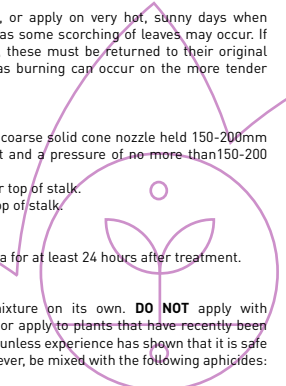 , or apply on very hot, sunny days when
as some scorching of leaves may occur. If
these must be returned to their original
as burning can occur on the more tender
coarse solid cone nozzle held 150-200mm
t and a pressure of no more than150-200
r top of stalk.
op of stalk.
a for at least 24 hours after treatment.
ixture on its own. DO NOT apply with
or apply to plants that have recently been
unless experience has shown that it is safe
ever, be mixed with the following aphicides: